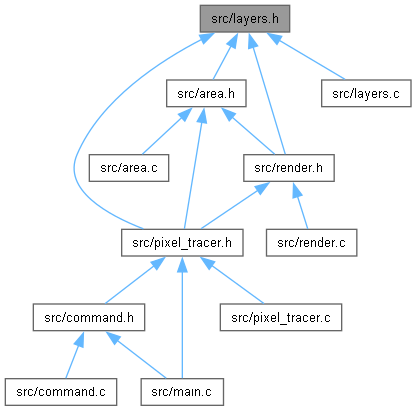 src/layers.h
src/area.h
src/layers.c
src/area.c
src/render.h
src/pixel_tracer.h
src/render.c
src/command.h
src/pixel_tracer.c
src/command.c
src/main.c